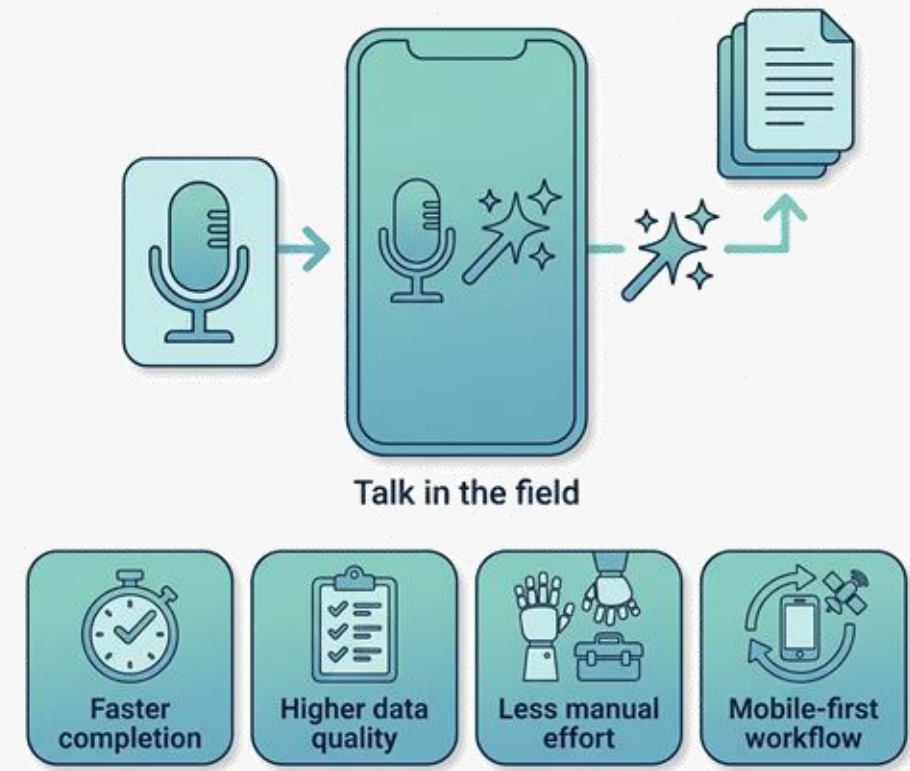 Talk in the field
Faster
completion
Higher data
quality
Less manual
effort
Mobile-first
workflow